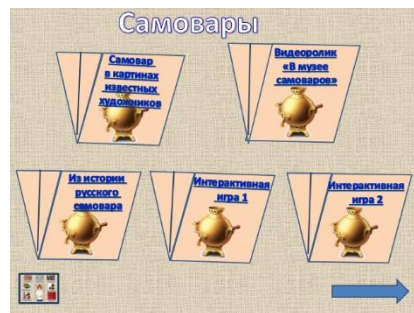 Самовары
Самовар
в картинах
известных
художников
Видеоролик
«В музее
самоваров»
Из истории
русского
самовара
Интерактивная
игра 1
Интерактивная
игра 2